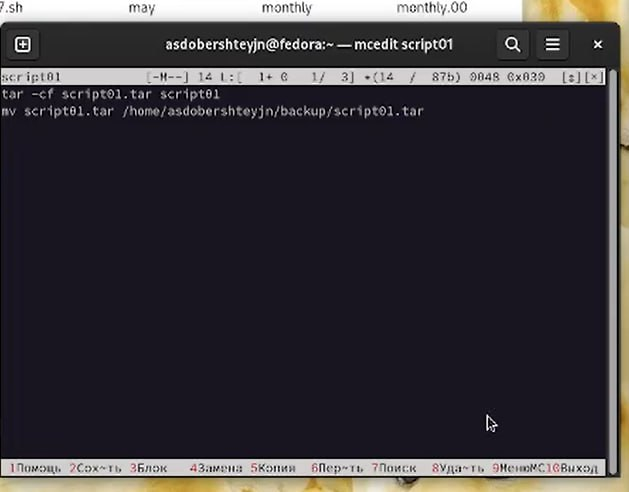 7.sh may monthly monthly.00
asdobershteyjn@fedora:~ — mcedit script01
script01 [-M--] 14 L:[ 1+ 0 1/ 3] *(14 / 87b) 0048 0x030 [±][×]
tar -cf script01.tar script01
mv script01.tar /home/asdobershteyjn/backup/script01.tar
1Помощь 2Сох~ть 3Блок 4Замена 5Копия 6Пер~ть 7Поиск 8Уда~ть 9МенюMC10Выход